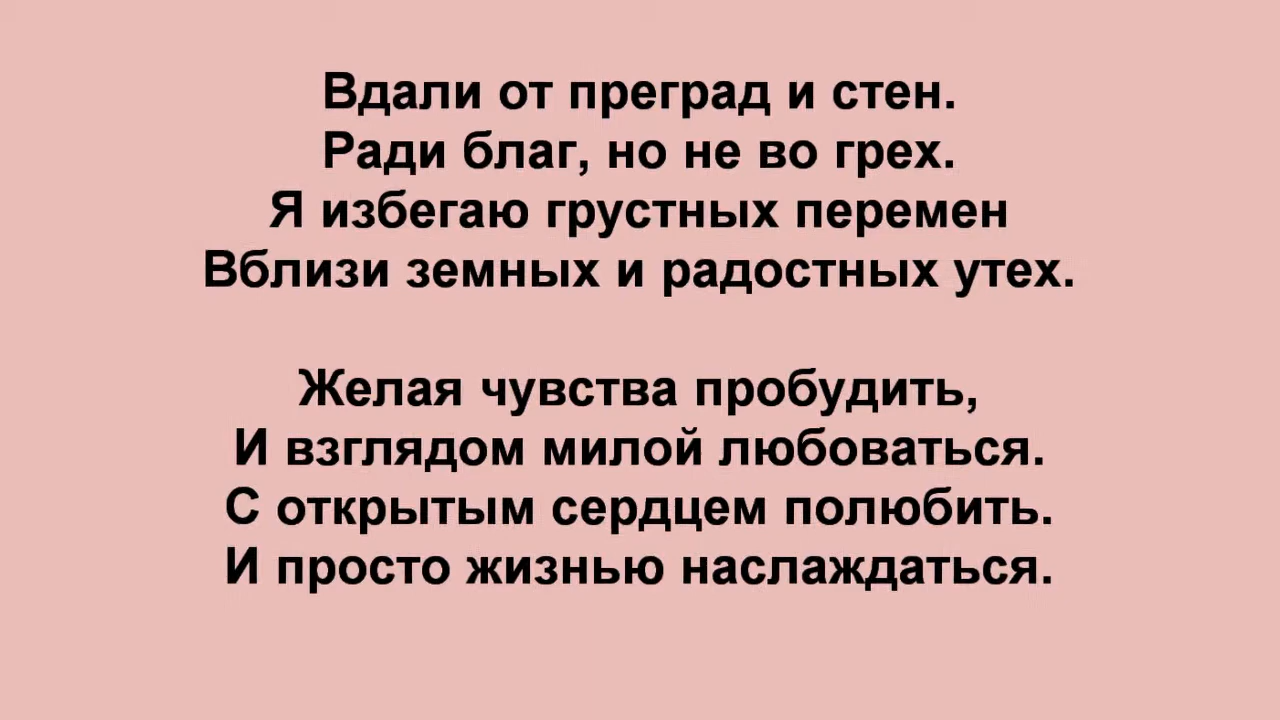 Вдали от преград и стен.
Ради благ, но не во грех.
Я избегаю грустных перемен
Вблизи земных и радостных утех.
Желая чувства пробудить,
И взглядом милой любоваться.
С открытым сердцем полюбить.
И просто жизнью наслаждаться.